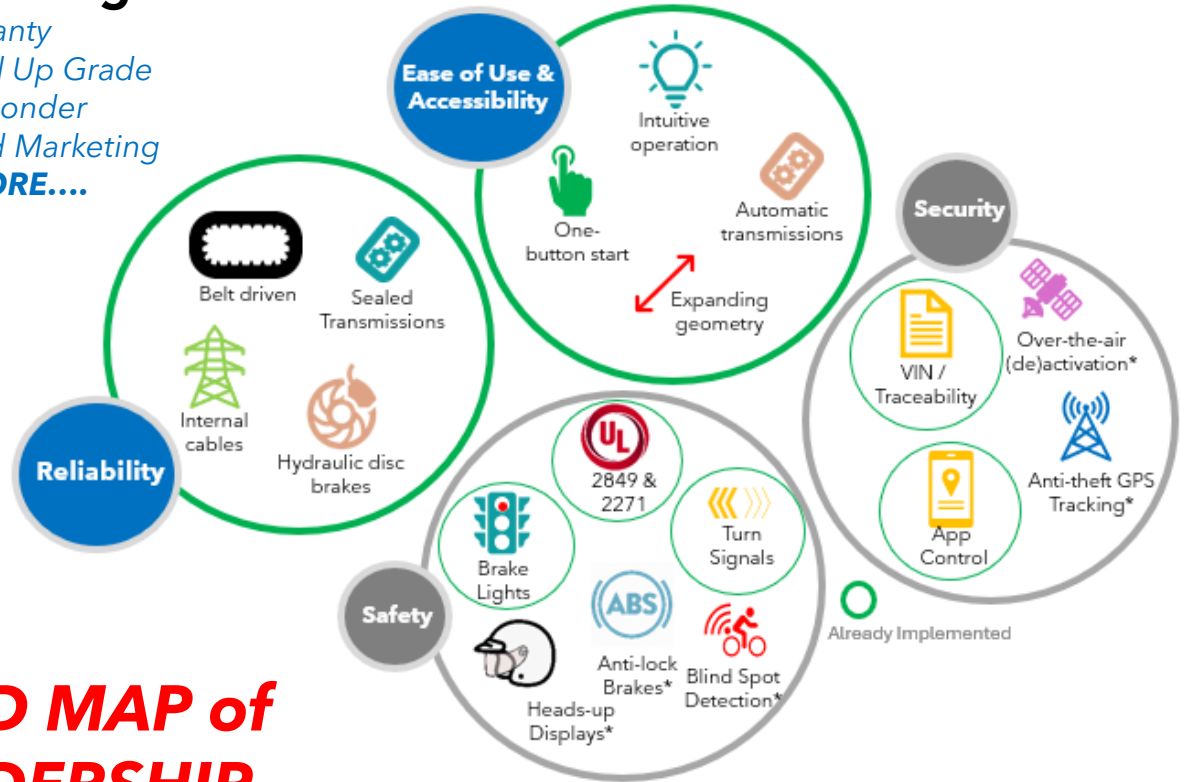 anty
Up Grade
onder
Marketing
ORE....
Ease of Use &
Accessibility
Intuitive
operation
One-
button start
Automatic
transmissions
Expanding
geometry
Reliability
Belt driven
Sealed
Transmissions
Internal
cables
Hydraulic disc
brakes
Security
VIN /
Traceability
Over-the-air
(de)activation*
App
Control
Anti-theft GPS
Tracking*
Safety
UL
2849 &
2271
Brake
Lights
Turn
Signals
ABS
Heads-up
Displays*
Anti-lock
Brakes*
Blind Spot
Detection*
Already Implemented
D MAP of
DERSHIP